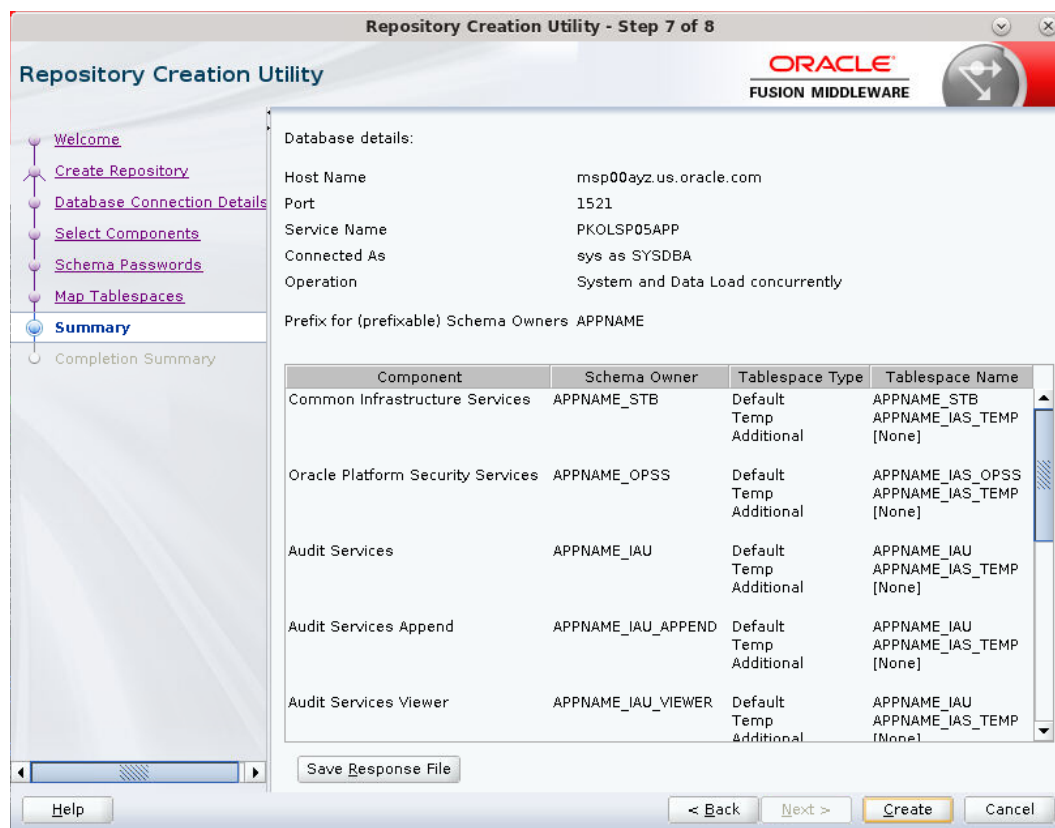 Repository Creation Utility - Step 7 of 8
Repository Creation Utility
ORACLE
FUSION MIDDLEWARE
Welcome
Create Repository
Database Connection Details
Select Components
Schema Passwords
Map Tablespaces
Summary
Completion Summary
Database details:
Host Name msp00ayz.us.oracle.com
Port 1521
Service Name PKOLSP05APP
Connected As sys as SYSDBA
Operation System and Data Load concurrently
Prefix for (prefixable) Schema Owners APPNAME
Component Schema Owner Tablespace Type Tablespace Name
Common Infrastructure Services APPNAME_STB Default APPNAME_STB
Temp APPNAME_IAS_TEMP
Additional [None]
Oracle Platform Security Services APPNAME_OPSS Default APPNAME_IAS_OPSS
Temp APPNAME_IAS_TEMP
Additional [None]
Audit Services APPNAME_IAU Default APPNAME_IAU
Temp APPNAME_IAS_TEMP
Additional [None]
Audit Services Append APPNAME_IAU_APPEND Default APPNAME_IAU
Temp APPNAME_IAS_TEMP
Additional [None]
Audit Services Viewer APPNAME_IAU_VIEWER Default APPNAME_IAU
Temp APPNAME_IAS_TEMP
Additional [None]
Save Response File
Help < Back Next > Create Cancel